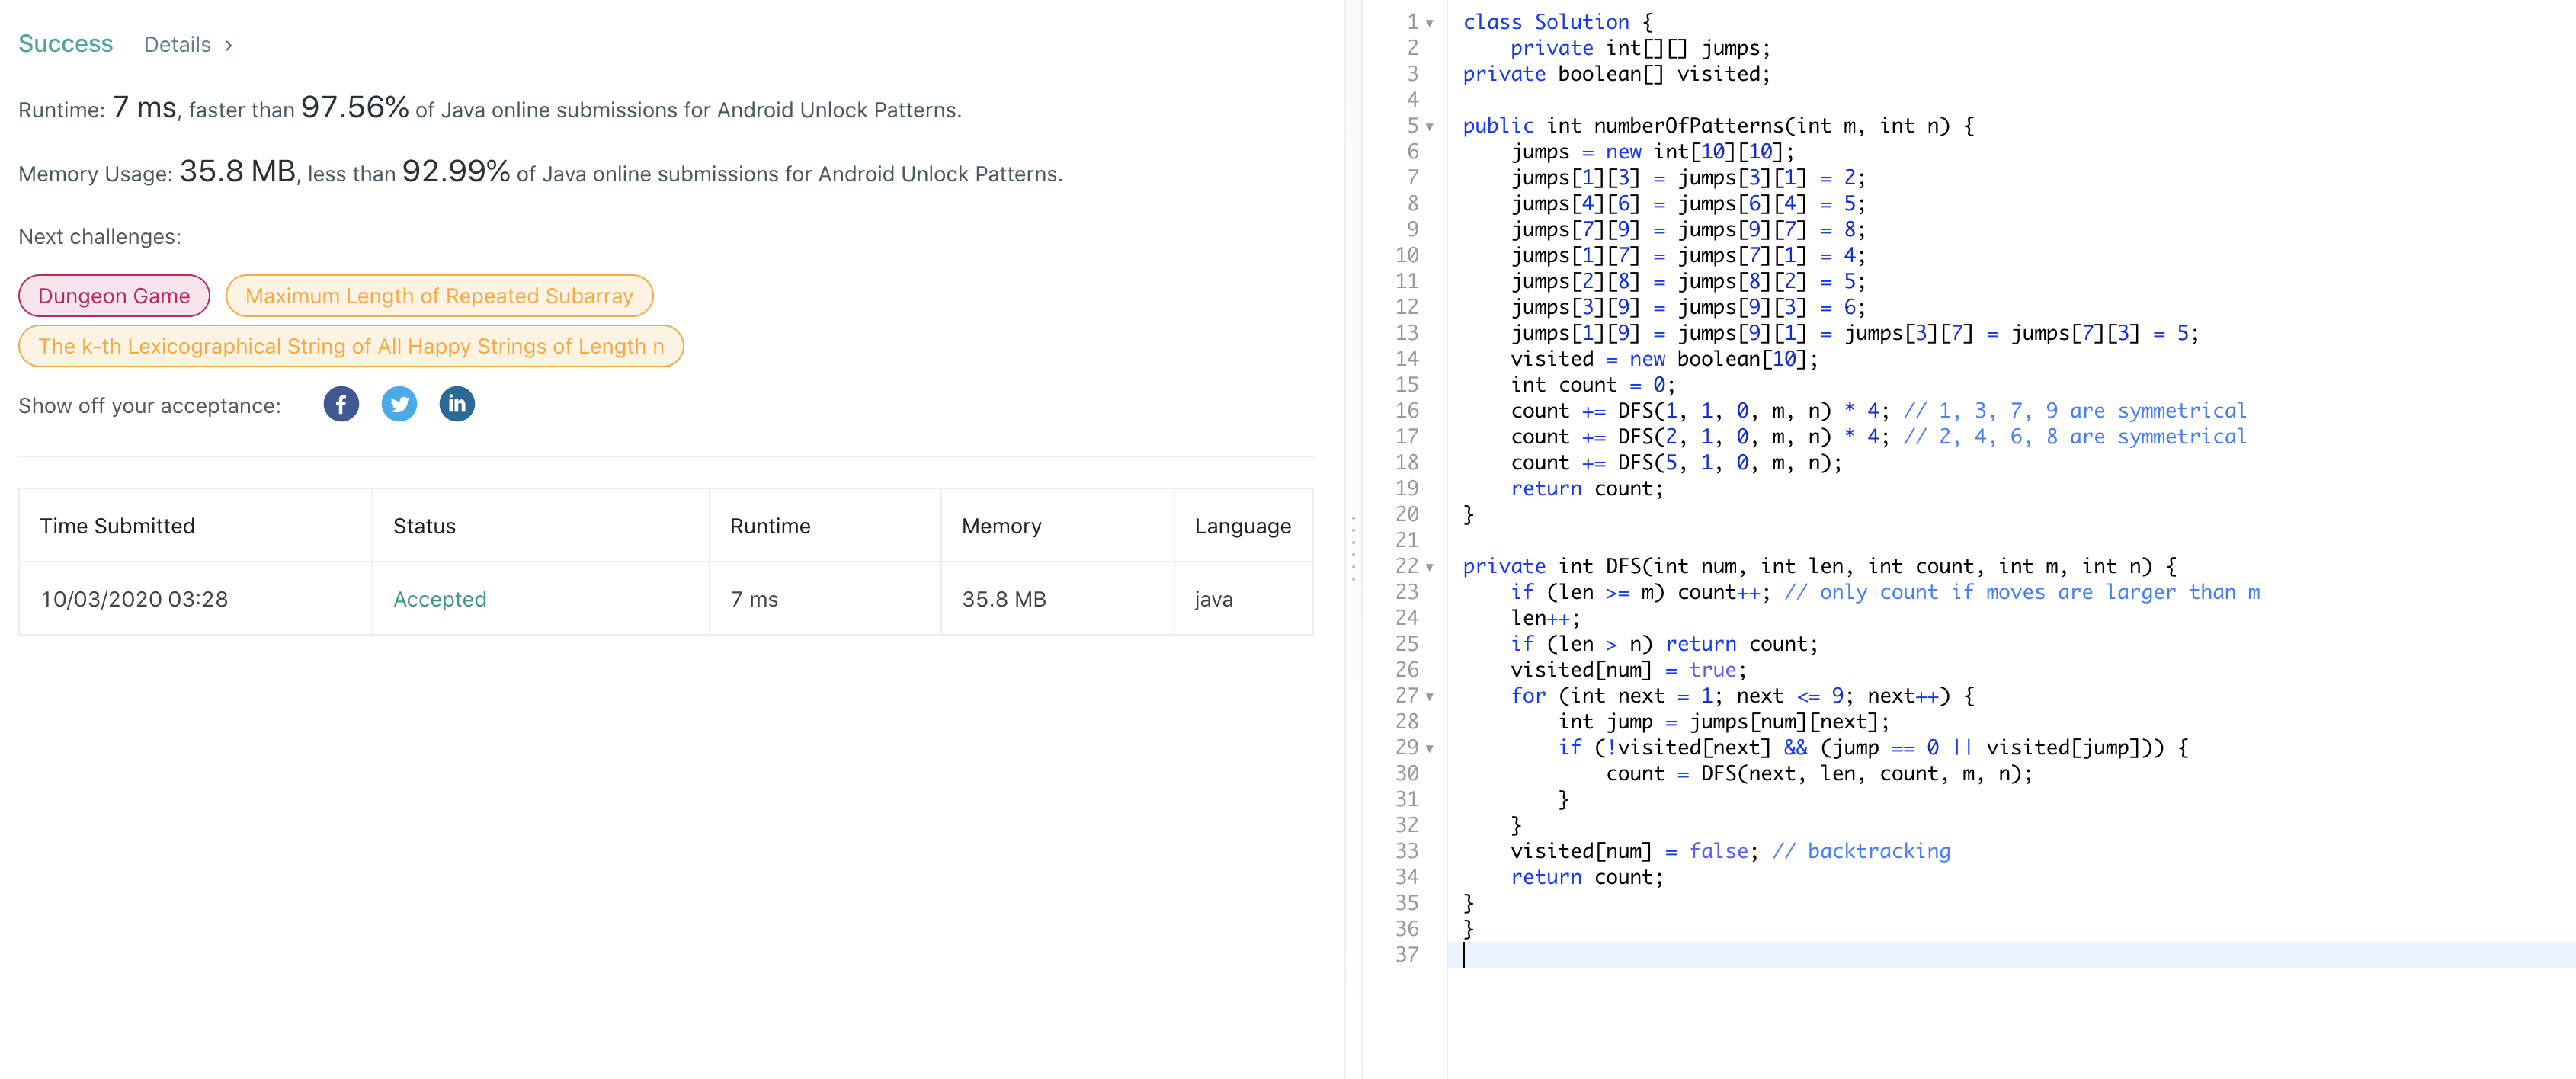 Success Details >
Runtime: 7 ms, faster than 97.56% of Java online submissions for Android Unlock Patterns.
Memory Usage: 35.8 MB, less than 92.99% of Java online submissions for Android Unlock Patterns.
Next challenges:
Dungeon Game Maximum Length of Repeated Subarray
The k-th Lexicographical String of All Happy Strings of Length n
Show off your acceptance: f in
Time Submitted Status Runtime Memory Language
10/03/2020 03:28 Accepted 7 ms 35.8 MB java
1 class Solution {
2     private int[][] jumps;
3 private boolean[] visited;
4
5 public int numberOfPatterns(int m, int n) {
6     jumps = new int[10][10];
7     jumps[1][3] = jumps[3][1] = 2;
8     jumps[4][6] = jumps[6][4] = 5;
9     jumps[7][9] = jumps[9][7] = 8;
10     jumps[1][7] = jumps[7][1] = 4;
11     jumps[2][8] = jumps[8][2] = 5;
12     jumps[3][9] = jumps[9][3] = 6;
13     jumps[1][9] = jumps[9][1] = jumps[3][7] = jumps[7][3] = 5;
14     visited = new boolean[10];
15     int count = 0;
16     count += DFS(1, 1, 0, m, n) * 4; // 1, 3, 7, 9 are symmetrical
17     count += DFS(2, 1, 0, m, n) * 4; // 2, 4, 6, 8 are symmetrical
18     count += DFS(5, 1, 0, m, n);
19     return count;
20 }
21
22 private int DFS(int num, int len, int count, int m, int n) {
23     if (len >= m) count++; // only count if moves are larger than m
24     len++;
25     if (len > n) return count;
26     visited[num] = true;
27     for (int next = 1; next <= 9; next++) {
28         int jump = jumps[num][next];
29         if (!visited[next] && (jump == 0 || visited[jump])) {
30             count = DFS(next, len, count, m, n);
31         }
32     }
33     visited[num] = false; // backtracking
34     return count;
35 }
36 }
37